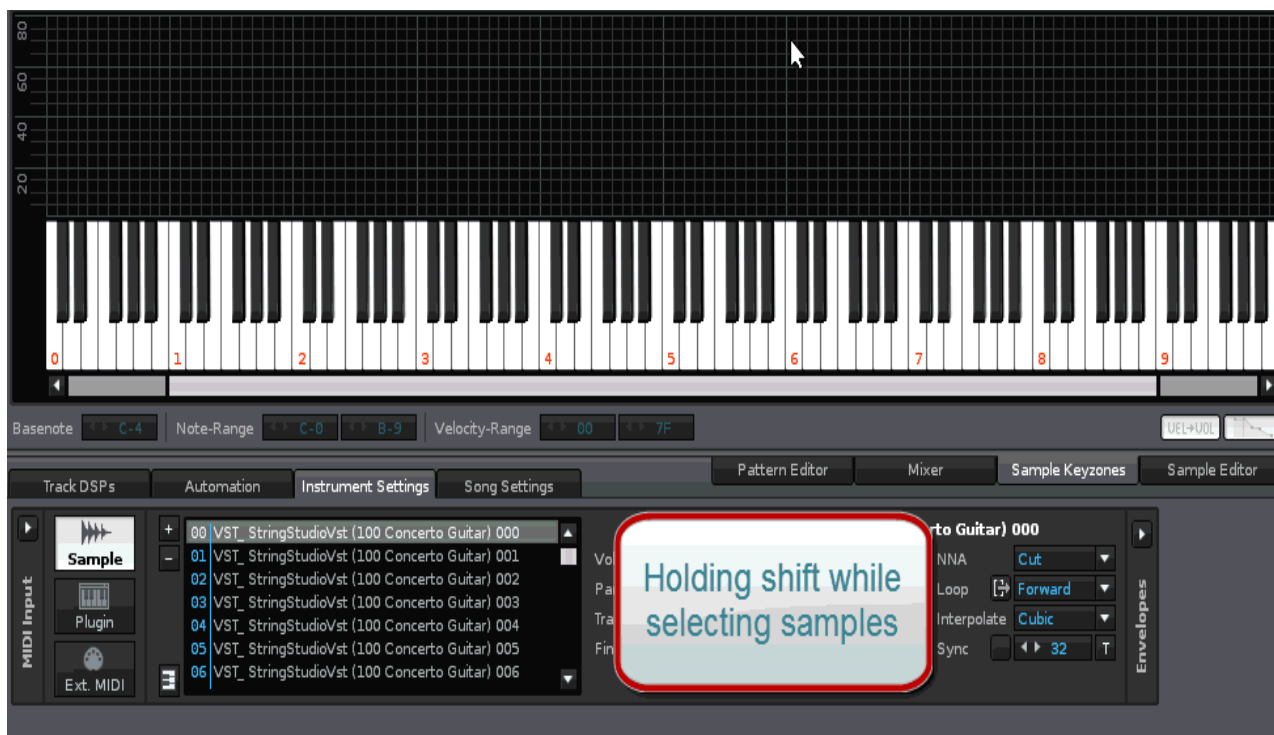 80
60
40
20
0 1 2 3 4 5 6 7 8 9
Basenote C-4 Note-Range C-0 B-9 Velocity-Range 00 7F VEL→VOL
Pattern Editor Mixer Sample Keyzones Sample Editor
Track DSPs Automation Instrument Settings Song Settings
MIDI Input
Sample
Plugin
Ext. MIDI
+
-
00 VST_ StringStudioVst (100 Concerto Guitar) 000
01 VST_ StringStudioVst (100 Concerto Guitar) 001
02 VST_ StringStudioVst (100 Concerto Guitar) 002
03 VST_ StringStudioVst (100 Concerto Guitar) 003
04 VST_ StringStudioVst (100 Concerto Guitar) 004
05 VST_ StringStudioVst (100 Concerto Guitar) 005
06 VST_ StringStudioVst (100 Concerto Guitar) 006
Vol
Pa
Tra
Fin
Holding shift while
selecting samples
rto Guitar) 000
NNA Cut
Loop Forward
Interpolate Cubic
Sync 32 T
Envelopes